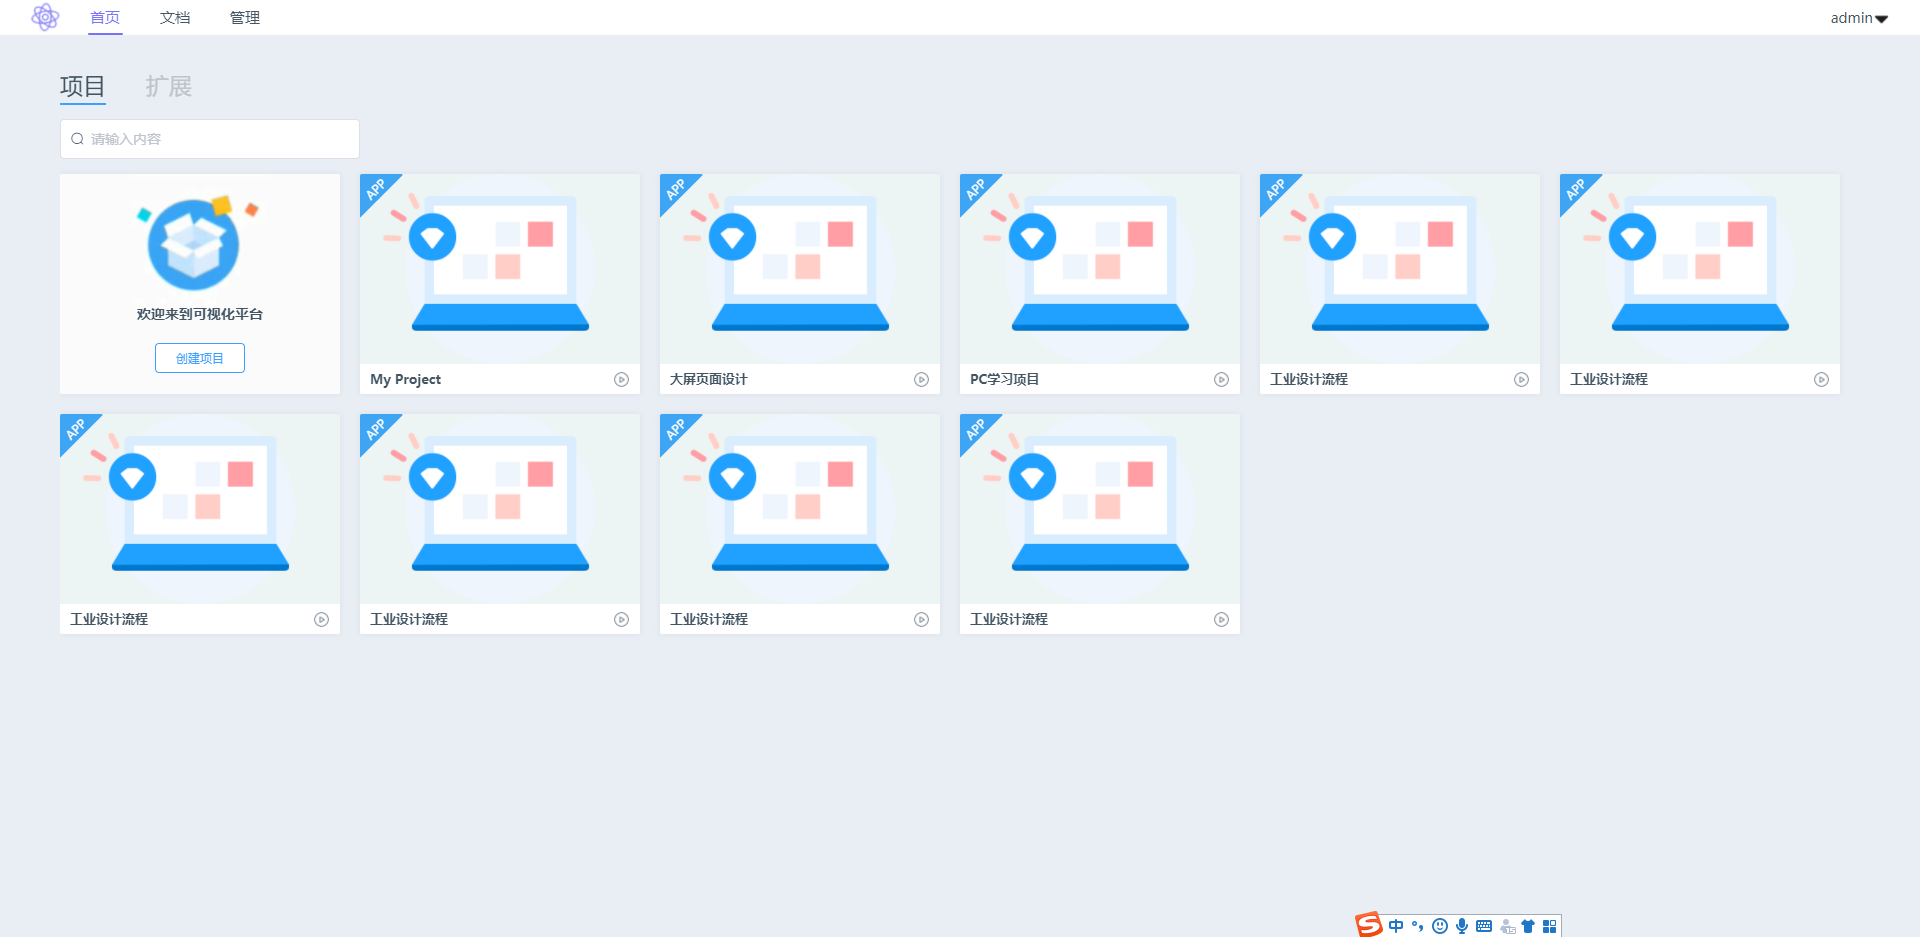 首页 文档 管理 admin
项目 扩展
请输入内容
欢迎来到可视化平台
创建项目
APP
My Project
APP
大屏页面设计
APP
PC学习项目
APP
工业设计流程
APP
工业设计流程
APP
工业设计流程
APP
工业设计流程
APP
工业设计流程
APP
工业设计流程
S 中